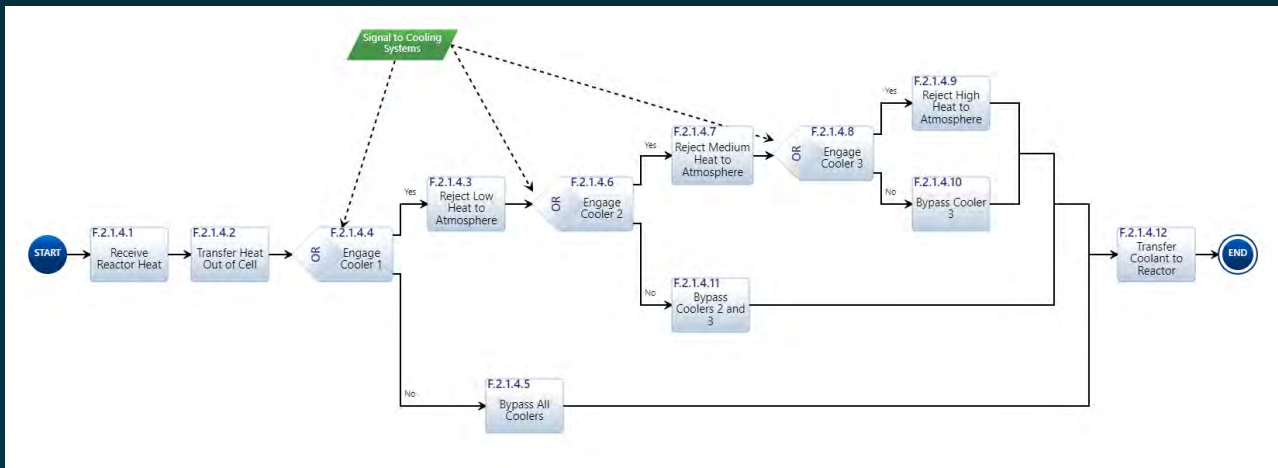 Signal to Cooling
Systems
START
F.2.1.4.1
Receive
Reactor Heat
F.2.1.4.2
Transfer Heat
Out of Cell
OR
F.2.1.4.4
Engage
Cooler 1
Yes
No
F.2.1.4.3
Reject Low
Heat to
Atmosphere
F.2.1.4.5
Bypass All
Coolers
OR
F.2.1.4.6
Engage
Cooler 2
Yes
No
F.2.1.4.7
Reject Medium
Heat to
Atmosphere
F.2.1.4.11
Bypass
Coolers 2 and
3
OR
F.2.1.4.8
Engage
Cooler 3
Yes
No
F.2.1.4.9
Reject High
Heat to
Atmosphere
F.2.1.4.10
Bypass Cooler
3
F.2.1.4.12
Transfer
Coolant to
Reactor
END